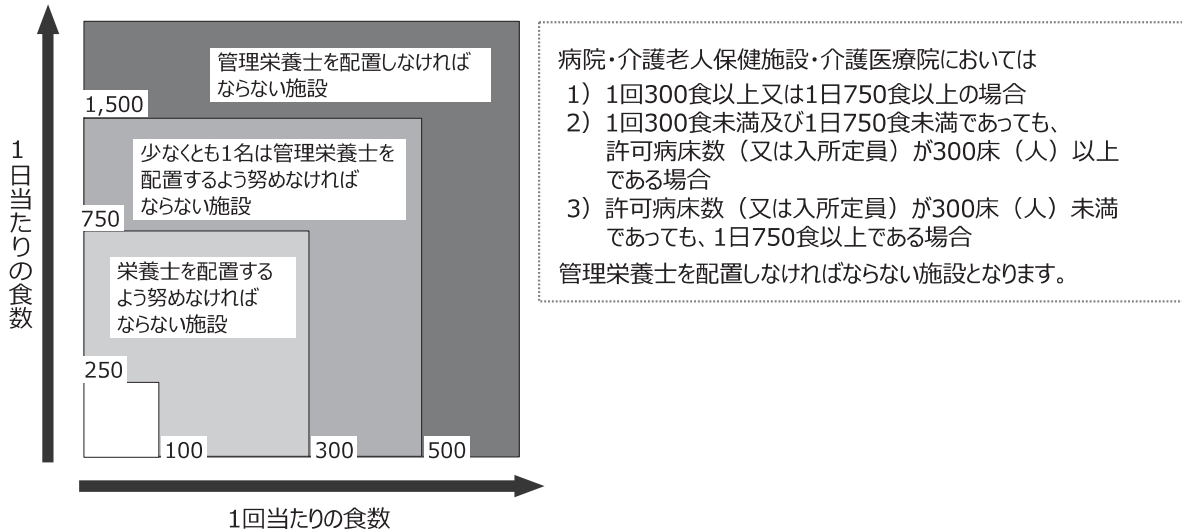 1日当たりの食数
管理栄養士を配置しなければ
ならない施設
1,500
少なくとも1名は管理栄養士を
配置するよう努めなければ
ならない施設
750
栄養士を配置する
よう努めなければ
ならない施設
250
100
300
500
1回当たりの食数
病院・介護老人保健施設・介護医療院においては
1）1回300食以上又は1日750食以上の場合
2）1回300食未満及び1日750食未満であっても、
許可病床数（又は入所定員）が300床（人）以上
である場合
3）許可病床数（又は入所定員）が300床（人）未満
であっても、1日750食以上である場合
管理栄養士を配置しなければならない施設となります。